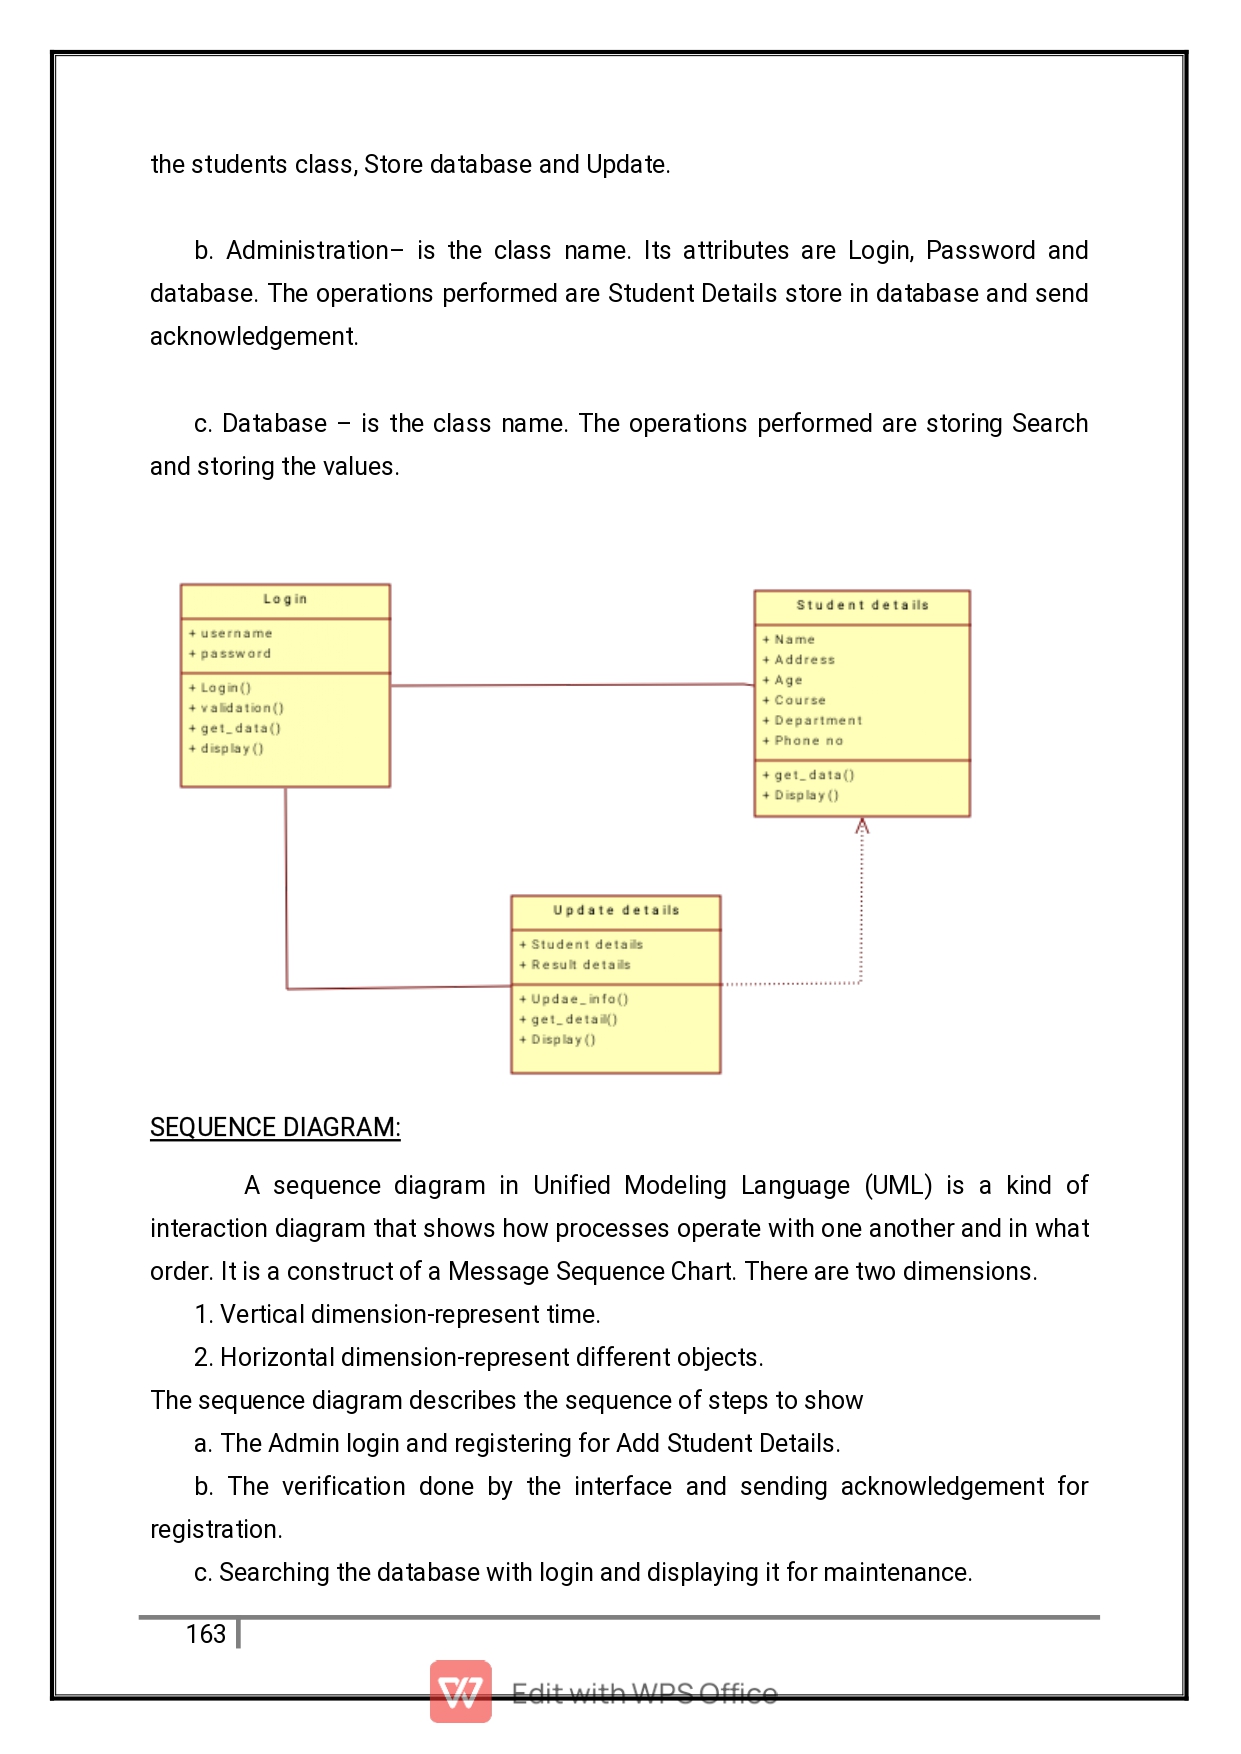 the students class, Store database and Update.
b. Administration– is the class name. Its attributes are Login, Password and
database. The operations performed are Student Details store in database and send
acknowledgement.
c. Database – is the class name. The operations performed are storing Search
and storing the values.
Login
+ username
+ password
+ Login()
+ validation()
+ get_data()
+ display()
Student details
+ Name
+ Address
+ Age
+ Course
+ Department
+ Phone no
+ get_data()
+ Display()
Update details
+ Student details
+ Result details
+ Updae_info()
+ get_detail()
+ Display()
SEQUENCE DIAGRAM:
A sequence diagram in Unified Modeling Language (UML) is a kind of
interaction diagram that shows how processes operate with one another and in what
order. It is a construct of a Message Sequence Chart. There are two dimensions.
1. Vertical dimension-represent time.
2. Horizontal dimension-represent different objects.
The sequence diagram describes the sequence of steps to show
a. The Admin login and registering for Add Student Details.
b. The verification done by the interface and sending acknowledgement for
registration.
c. Searching the database with login and displaying it for maintenance.
163
Edit with WPS Office